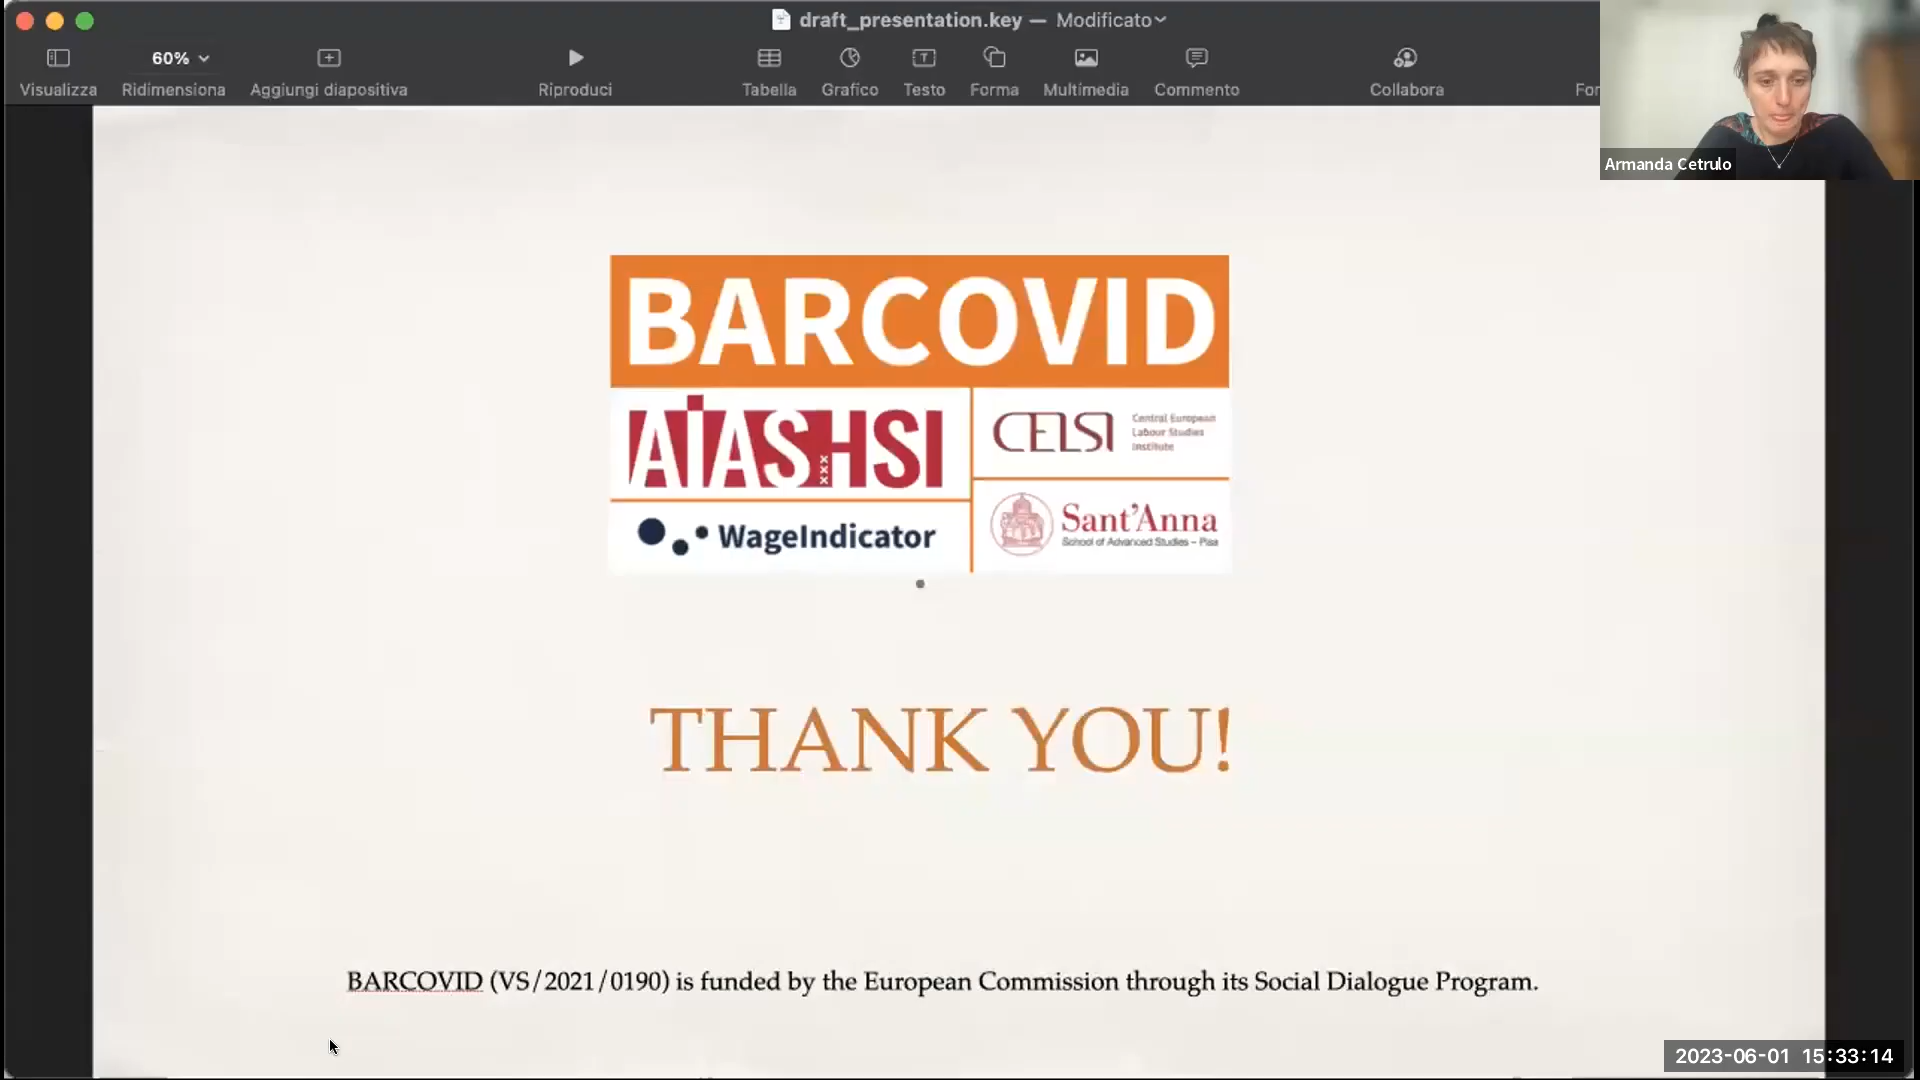 draft_presentation.key — Modificato
60%
Visualizza Ridimensiona Aggiungi diapositiva Riproduci Tabella Grafico Testo Forma Multimedia Commento Collabora For
Armanda Cetrulo
BARCOVID
AIAS HSI
CELSI
Central European
Labour Studies
Institute
WageIndicator
Sant'Anna
School of Advanced Studies – Pisa
THANK YOU!
BARCOVID (VS/2021/0190) is funded by the European Commission through its Social Dialogue Program.
2023-06-01 15:33:14